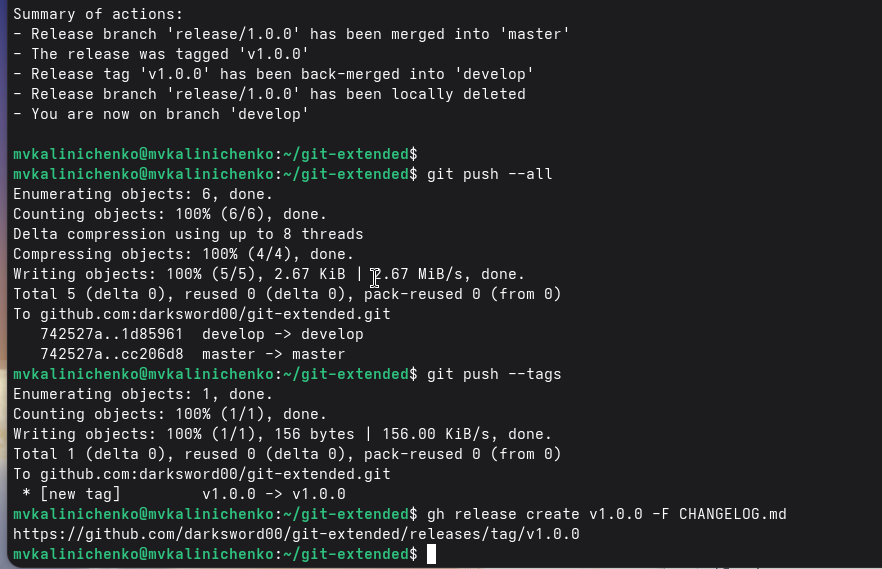 Summary of actions:
- Release branch 'release/1.0.0' has been merged into 'master'
- The release was tagged 'v1.0.0'
- Release tag 'v1.0.0' has been back-merged into 'develop'
- Release branch 'release/1.0.0' has been locally deleted
- You are now on branch 'develop'
mvkalinichenko@mvkalinichenko:~/git-extended$
mvkalinichenko@mvkalinichenko:~/git-extended$ git push --all
Enumerating objects: 6, done.
Counting objects: 100% (6/6), done.
Delta compression using up to 8 threads
Compressing objects: 100% (4/4), done.
Writing objects: 100% (5/5), 2.67 KiB | 2.67 MiB/s, done.
Total 5 (delta 0), reused 0 (delta 0), pack-reused 0 (from 0)
To github.com:darksword00/git-extended.git
   742527a..1d85961  develop -> develop
   742527a..cc206d8  master -> master
mvkalinichenko@mvkalinichenko:~/git-extended$ git push --tags
Enumerating objects: 1, done.
Counting objects: 100% (1/1), done.
Writing objects: 100% (1/1), 156 bytes | 156.00 KiB/s, done.
Total 1 (delta 0), reused 0 (delta 0), pack-reused 0 (from 0)
To github.com:darksword00/git-extended.git
 * [new tag]         v1.0.0 -> v1.0.0
mvkalinichenko@mvkalinichenko:~/git-extended$ gh release create v1.0.0 -F CHANGELOG.md
https://github.com/darksword00/git-extended/releases/tag/v1.0.0
mvkalinichenko@mvkalinichenko:~/git-extended$